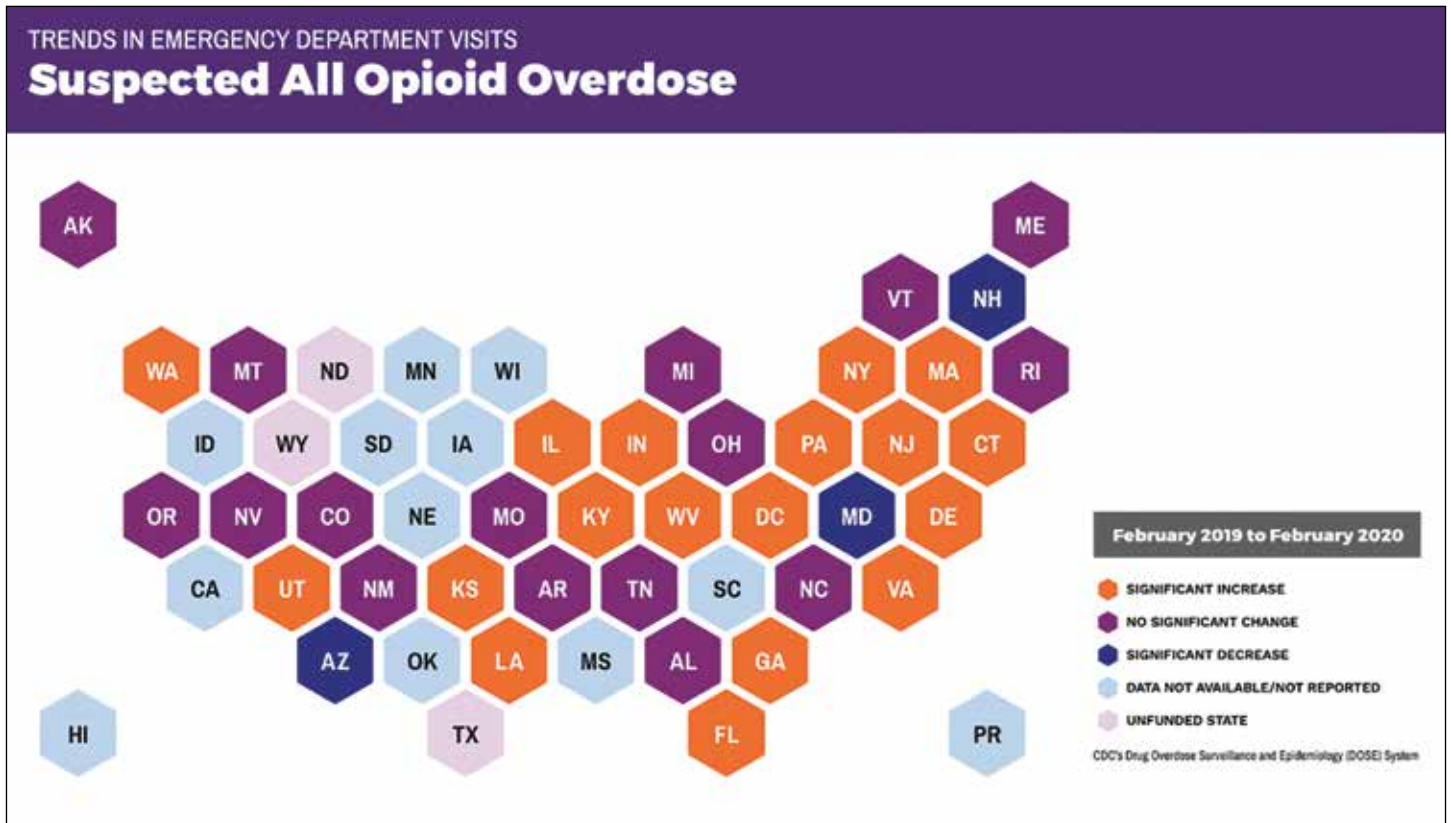 TRENDS IN EMERGENCY DEPARTMENT VISITS
Suspected All Opioid Overdose
AK
ME
VT
NH
WA
MT
ND
MN
WI
MI
NY
MA
RI
ID
WY
SD
IA
IL
IN
OH
PA
NJ
CT
OR
NV
CO
NE
MO
KY
WV
DC
MD
DE
CA
UT
NM
KS
AR
TN
SC
NC
VA
AZ
OK
LA
MS
AL
GA
HI
TX
FL
PR
February 2019 to February 2020
SIGNIFICANT INCREASE
NO SIGNIFICANT CHANGE
SIGNIFICANT DECREASE
DATA NOT AVAILABLE/NOT REPORTED
UNFUNDED STATE
CDC's Drug Overdose Surveillance and Epidemiology (DOSE) System